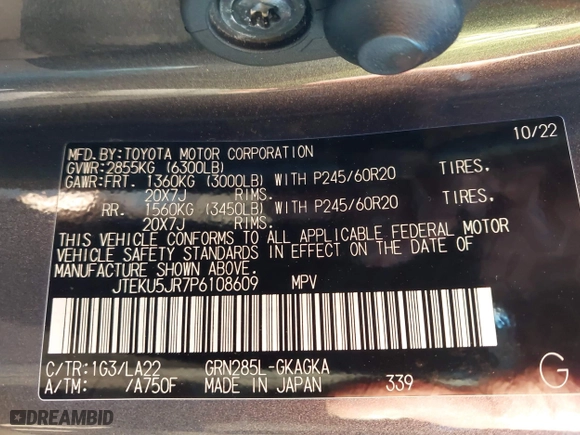 10/22
MFD.BY:TOYOTA MOTOR CORPORATION
GVWR:2855KG (6300LB)
GAWR:FRT. 1360KG (3000LB) WITH P245/60R20 TIRES.
20X7J RIMS.
RR. 1560KG (3450LB) WITH P245/60R20 TIRES.
20X7J RIMS.
THIS VEHICLE CONFORMS TO ALL APPLICABLE FEDERAL MOTOR
VEHICLE SAFETY STANDARDS IN EFFECT ON THE DATE OF
MANUFACTURE SHOWN ABOVE.
JTEKU5JR7P6108609 MPV
C/TR:1G3/LA22 GRN285L-GKAGKA
A/TM: /A750F MADE IN JAPAN 339 G
DREAMBID